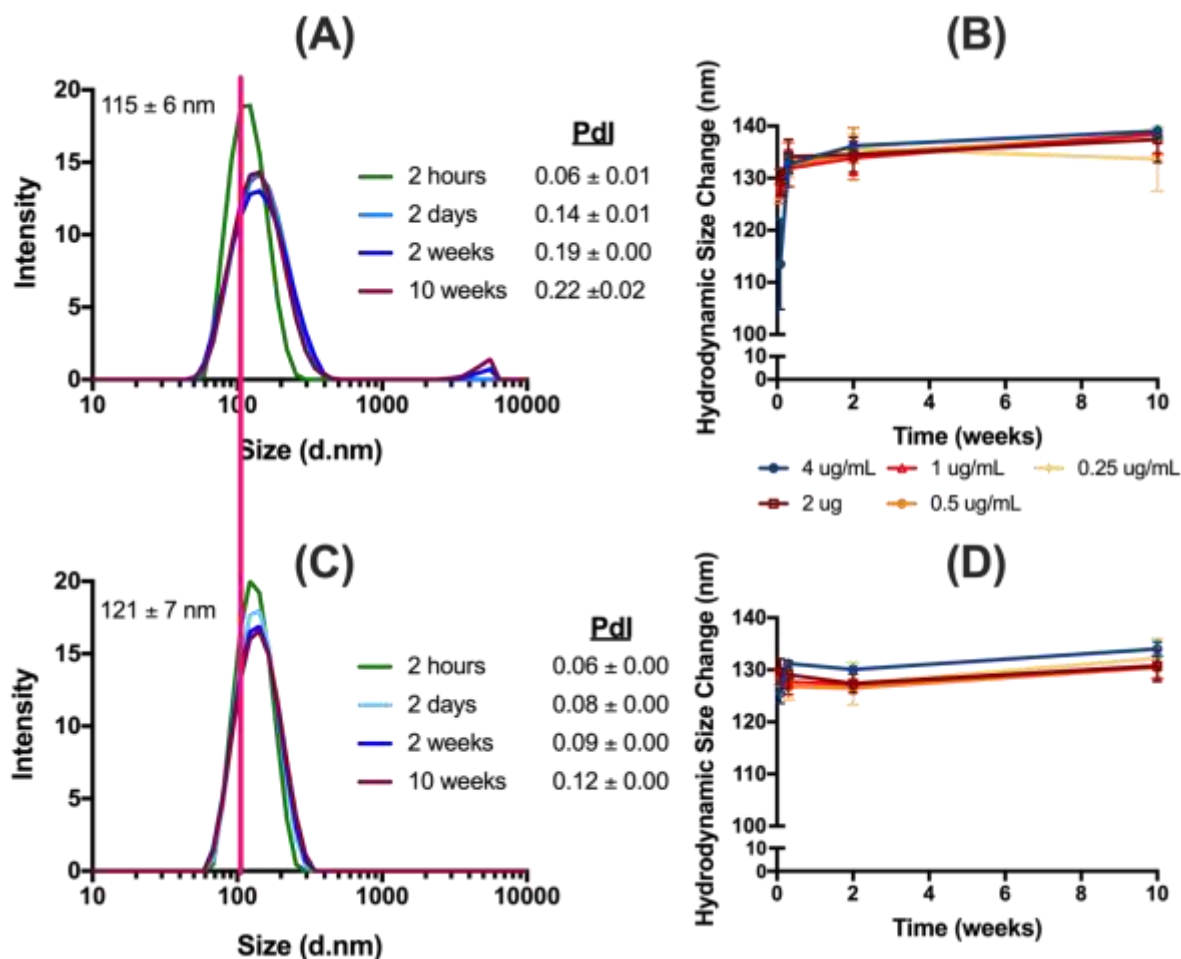 (A)
20
15
10
5
0
Intensity
115 ± 6 nm
PdI
2 hours 0.06 ± 0.01
2 days 0.14 ± 0.01
2 weeks 0.19 ± 0.00
10 weeks 0.22 ±0.02
10 100 1000 10000
Size (d.nm)
(B)
Hydrodynamic Size Change (nm)
140
130
120
110
100
10
0
0 2 4 6 8 10
Time (weeks)
4 ug/mL 1 ug/mL 0.25 ug/mL
2 ug 0.5 ug/mL
(C)
20
15
10
5
0
Intensity
121 ± 7 nm
PdI
2 hours 0.06 ± 0.00
2 days 0.08 ± 0.00
2 weeks 0.09 ± 0.00
10 weeks 0.12 ± 0.00
10 100 1000 10000
Size (d.nm)
(D)
Hydrodynamic Size Change (nm)
140
130
120
110
100
10
0
0 2 4 6 8 10
Time (weeks)